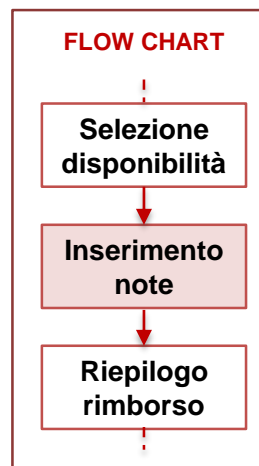 FLOW CHART
Selezione
disponibilità
Inserimento
note
Riepilogo
rimborso